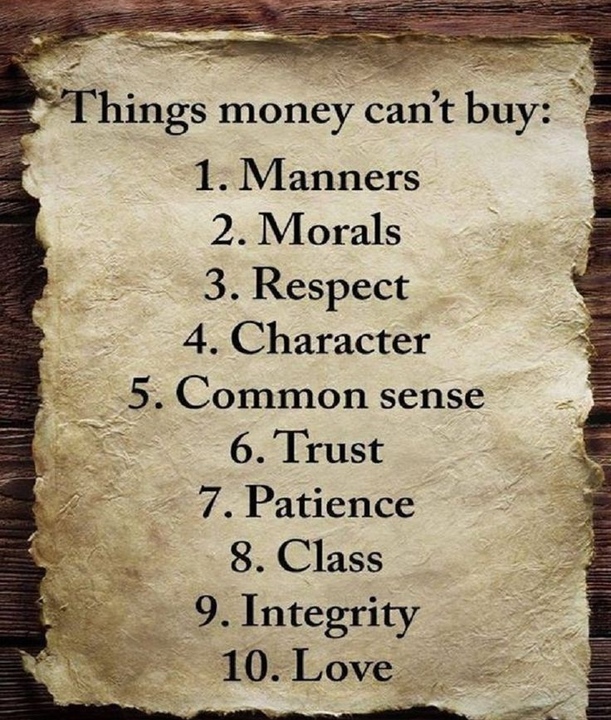 Things money can't buy:
1. Manners
2. Morals
3. Respect
4. Character
5. Common sense
6. Trust
7. Patience
8. Class
9. Integrity
10. Love